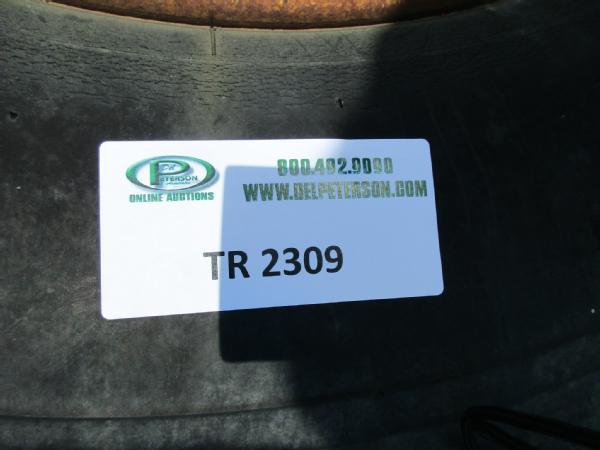 Del
PETERSON
ONLINE AUCTIONS
800.492.9090
WWW.DELPETERSON.COM
TR 2309